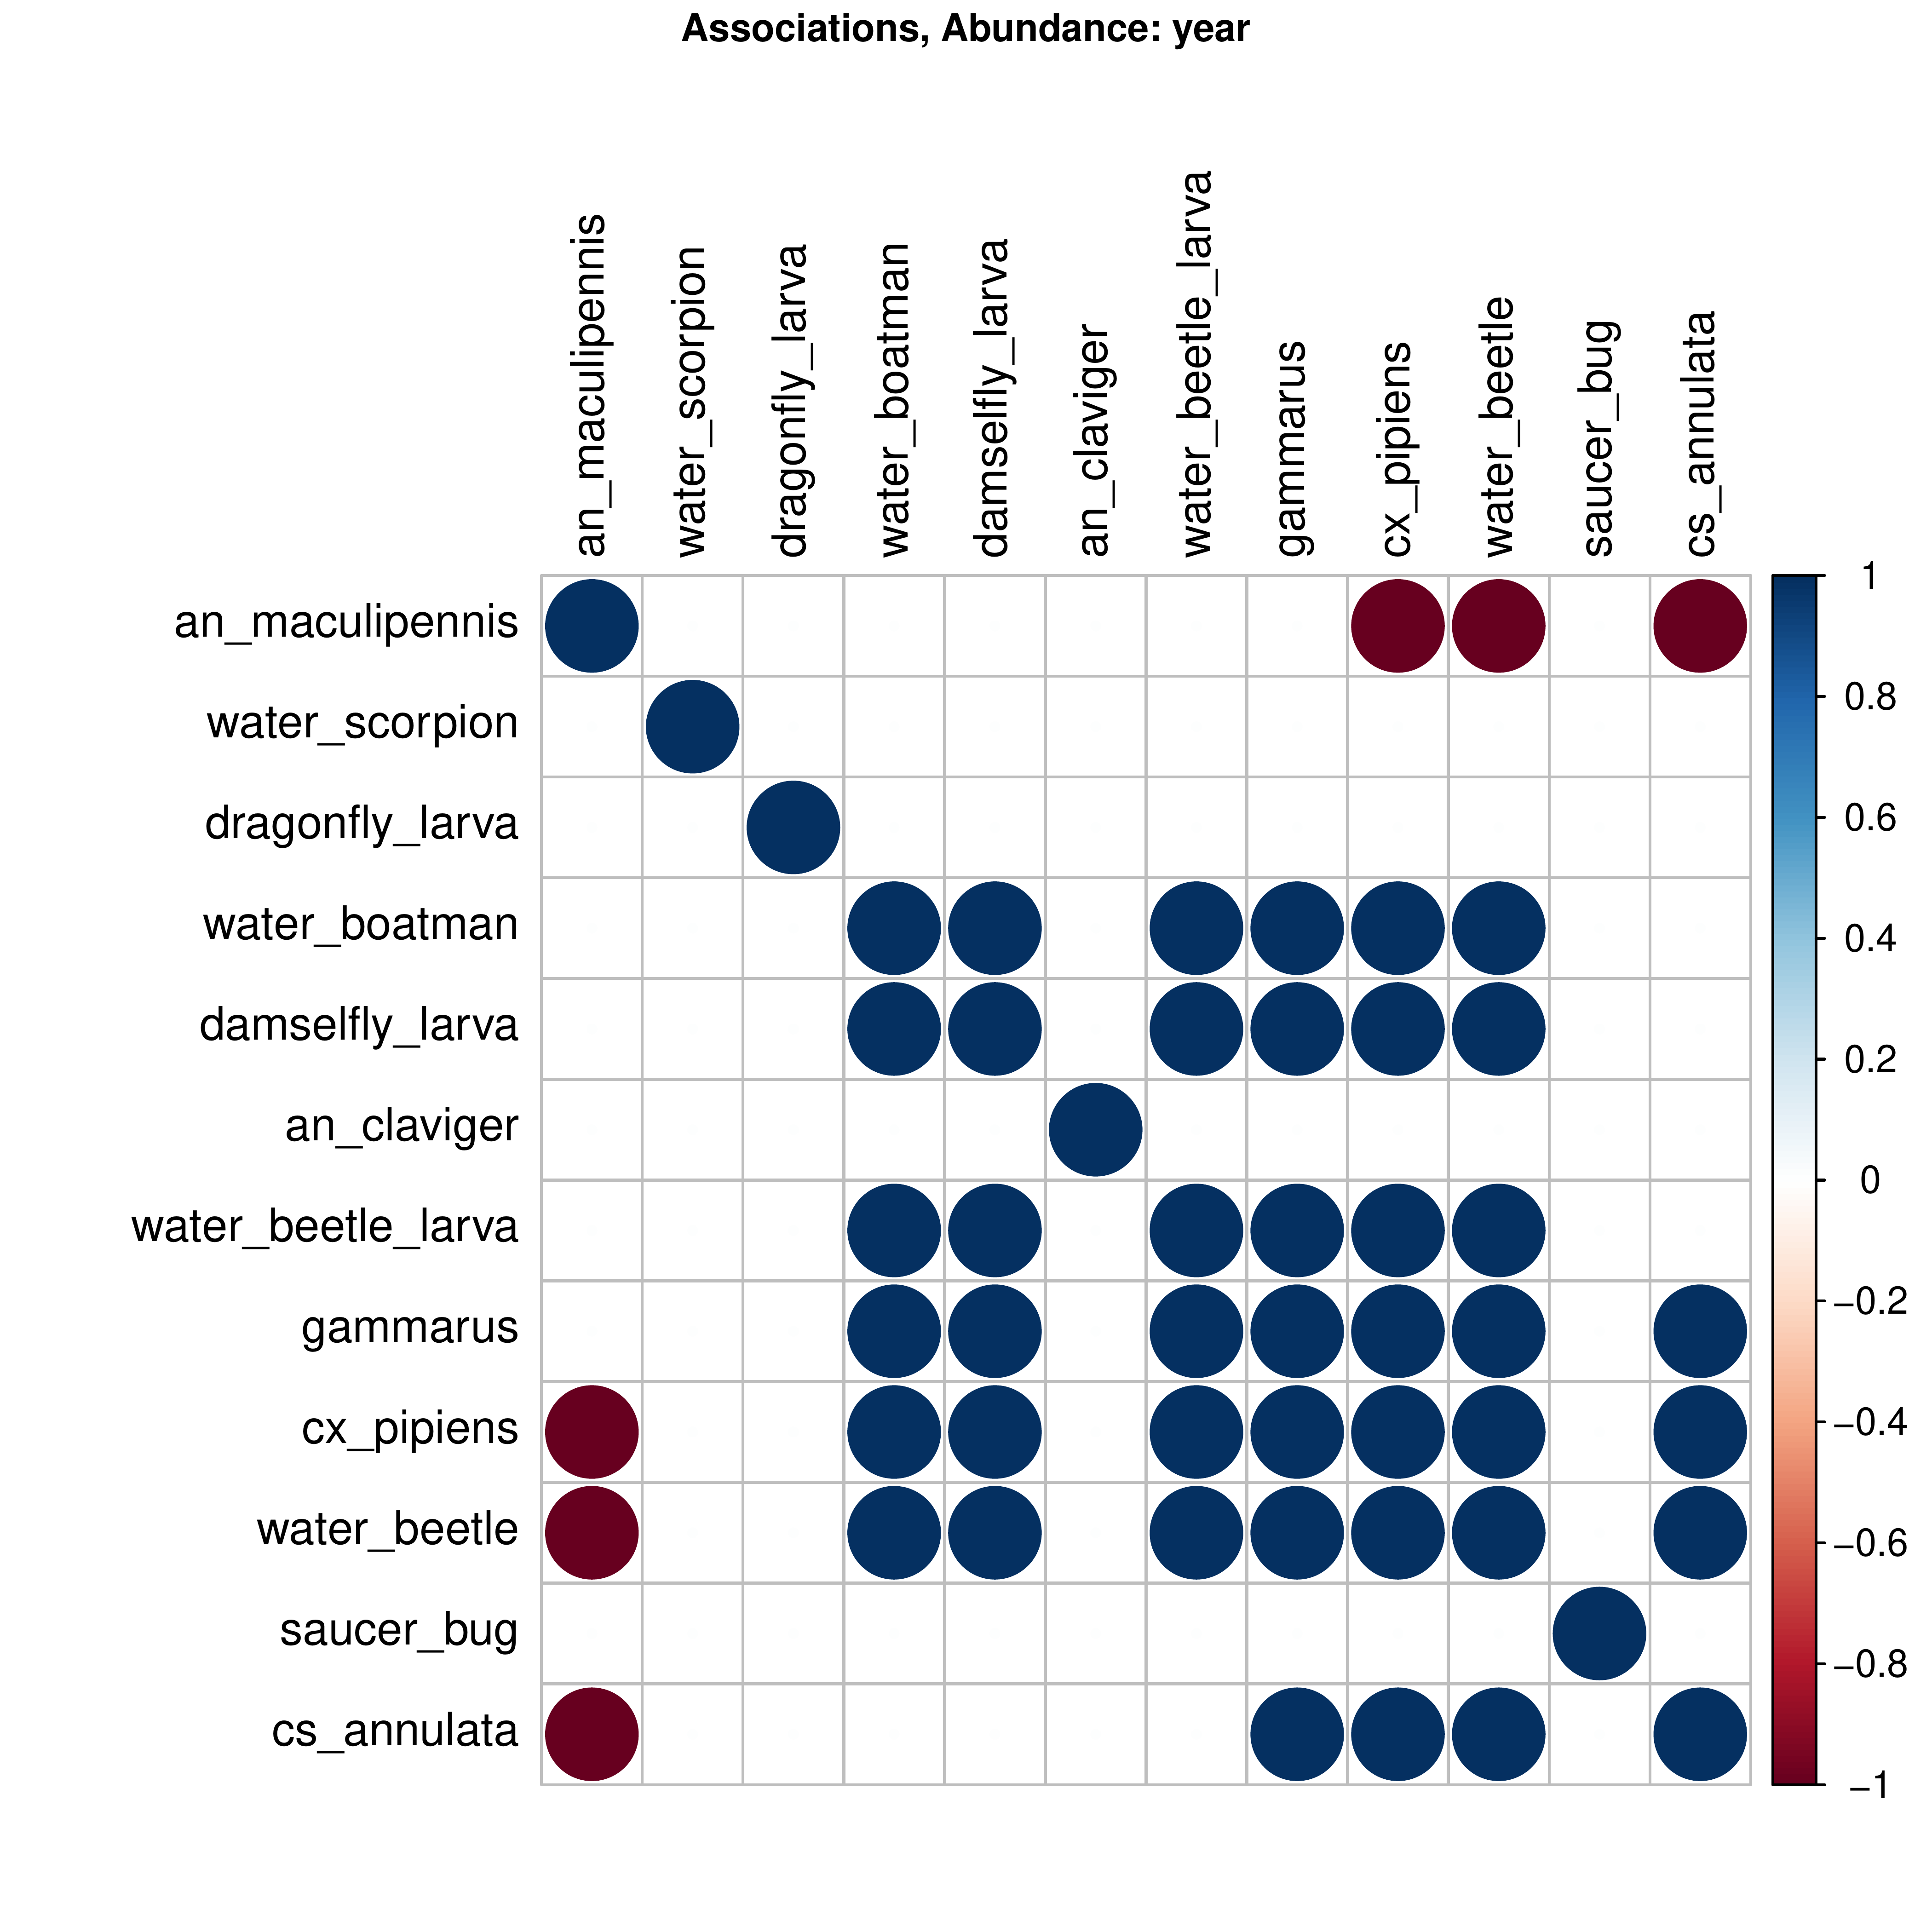 Associations, Abundance: year
an_maculipennis
water_scorpion
dragonfly_larva
water_boatman
damselfly_larva
an_claviger
water_beetle_larva
gammarus
cx_pipiens
water_beetle
saucer_bug
cs_annulata
an_maculipennis
water_scorpion
dragonfly_larva
water_boatman
damselfly_larva
an_claviger
water_beetle_larva
gammarus
cx_pipiens
water_beetle
saucer_bug
cs_annulata
1
0.8
0.6
0.4
0.2
0
−0.2
−0.4
−0.6
−0.8
−1